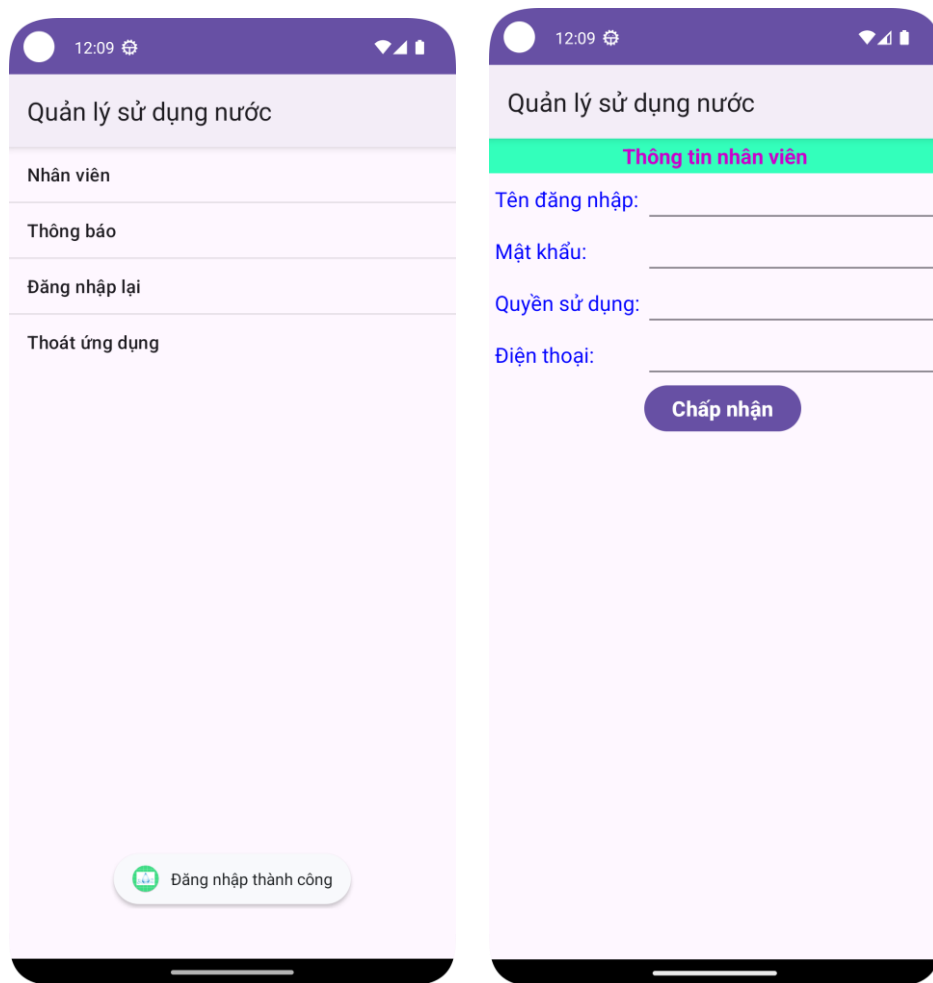 12:09
Quản lý sử dụng nước
Nhân viên
Thông báo
Đăng nhập lại
Thoát ứng dụng
Đăng nhập thành công
12:09
Quản lý sử dụng nước
Thông tin nhân viên
Tên đăng nhập:
Mật khẩu:
Quyền sử dụng:
Điện thoại:
Chấp nhận